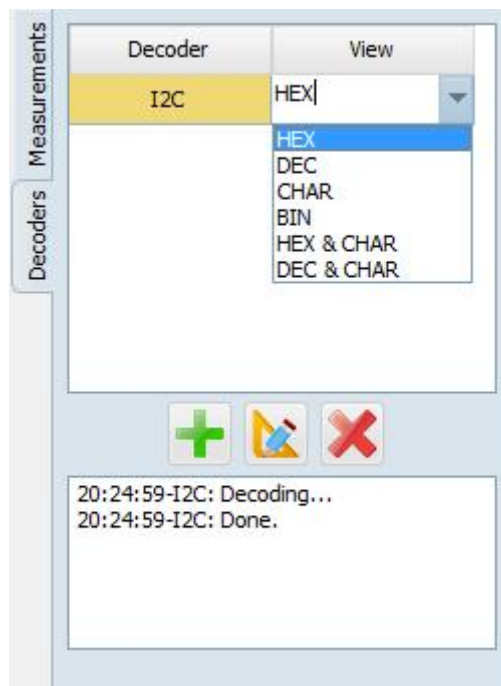 Measurements
Decoders
Decoder View
I2C HEX
HEX
DEC
CHAR
BIN
HEX & CHAR
DEC & CHAR
20:24:59-I2C: Decoding...
20:24:59-I2C: Done.